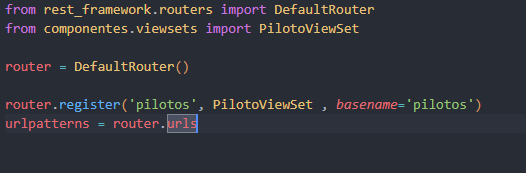 from rest_framework.routers import DefaultRouter
from componentes.viewsets import PilotoViewSet
router = DefaultRouter()
router.register('pilotos', PilotoViewSet , basename='pilotos')
urlpatterns = router.urls